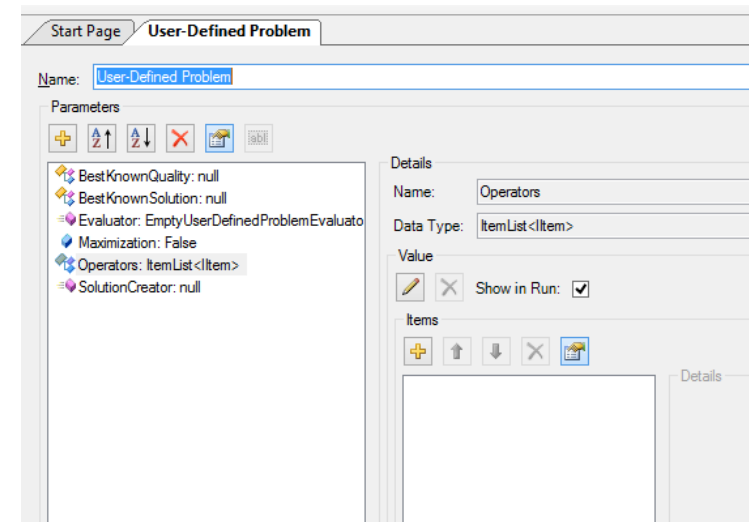 Start Page User-Defined Problem
Name: User-Defined Problem
Parameters
A Z A Z abl
BestKnownQuality: null
BestKnownSolution: null
Evaluator: EmptyUserDefinedProblemEvaluato
Maximization: False
Operators: ItemList<IItem>
SolutionCreator: null
Details
Name: Operators
Data Type: ItemList<IItem>
Value
Show in Run:
Items
Details